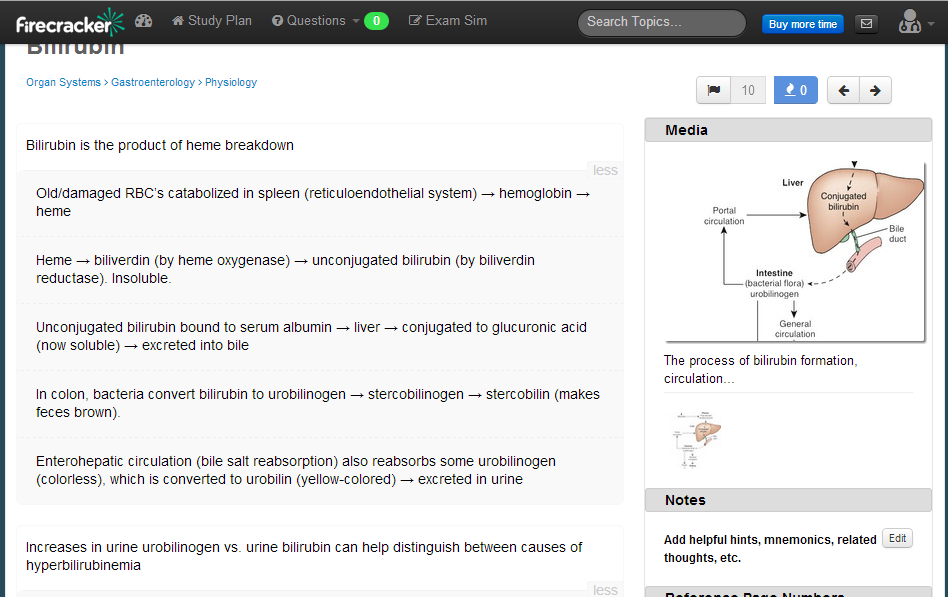 Firecracker
Study Plan
Questions
0
Exam Sim
Search Topics...
Buy more time
Bilirubin
Organ Systems > Gastroenterology > Physiology
10
0
Bilirubin is the product of heme breakdown
less
Old/damaged RBC's catabolized in spleen (reticuloendothelial system) → hemoglobin →
heme
Heme → biliverdin (by heme oxygenase) → unconjugated bilirubin (by biliverdin
reductase). Insoluble.
Unconjugated bilirubin bound to serum albumin → liver → conjugated to glucuronic acid
(now soluble) → excreted into bile
In colon, bacteria convert bilirubin to urobilinogen → stercobilinogen → stercobilin (makes
feces brown).
Enterohepatic circulation (bile salt reabsorption) also reabsorbs some urobilinogen
(colorless), which is converted to urobilin (yellow-colored) → excreted in urine
Increases in urine urobilinogen vs. urine bilirubin can help distinguish between causes of
hyperbilirubinemia
less
Media
Liver
Conjugated
bilirubin
Portal
circulation
Bile
duct
Intestine
(bacterial flora)
urobilinogen
General
circulation
The process of bilirubin formation,
circulation...
Notes
Add helpful hints, mnemonics, related
thoughts, etc.
Edit
Reference Page Numbers